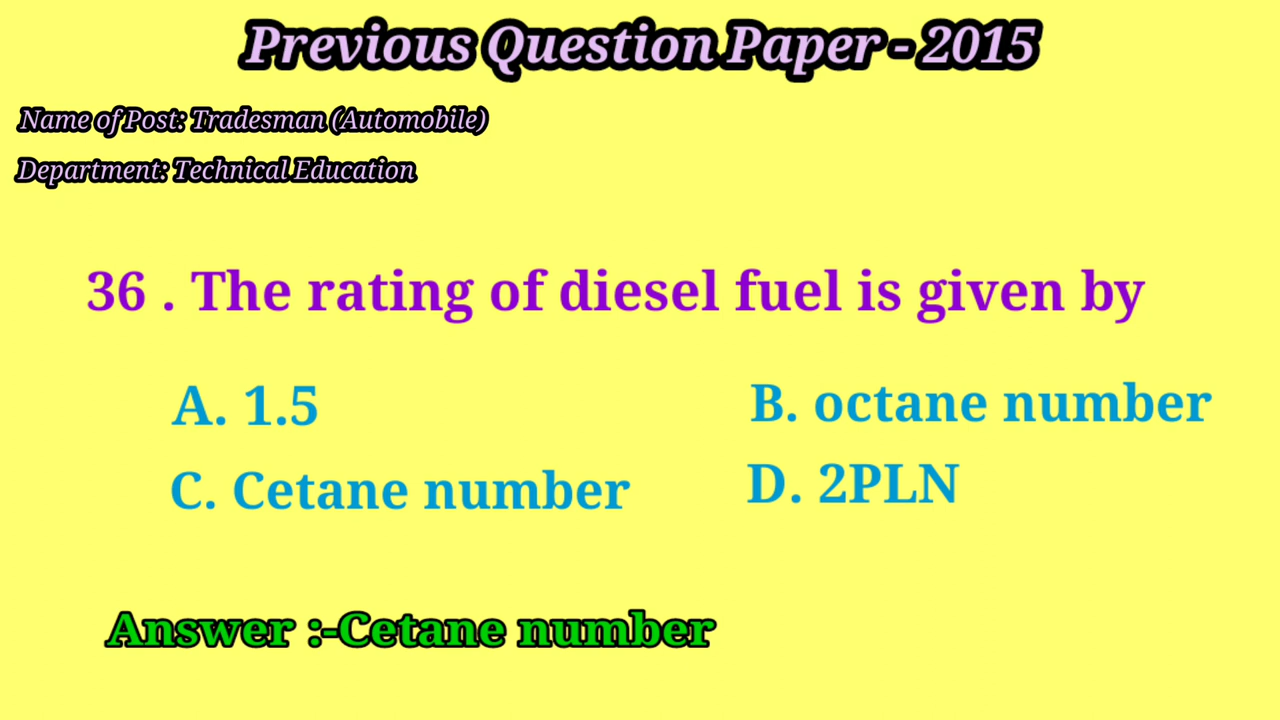 Previous Question Paper - 2015
Name of Post: Tradesman (Automobile)
Department: Technical Education
36 . The rating of diesel fuel is given by
A. 1.5
B. octane number
C. Cetane number
D. 2PLN
Answer :-Cetane number